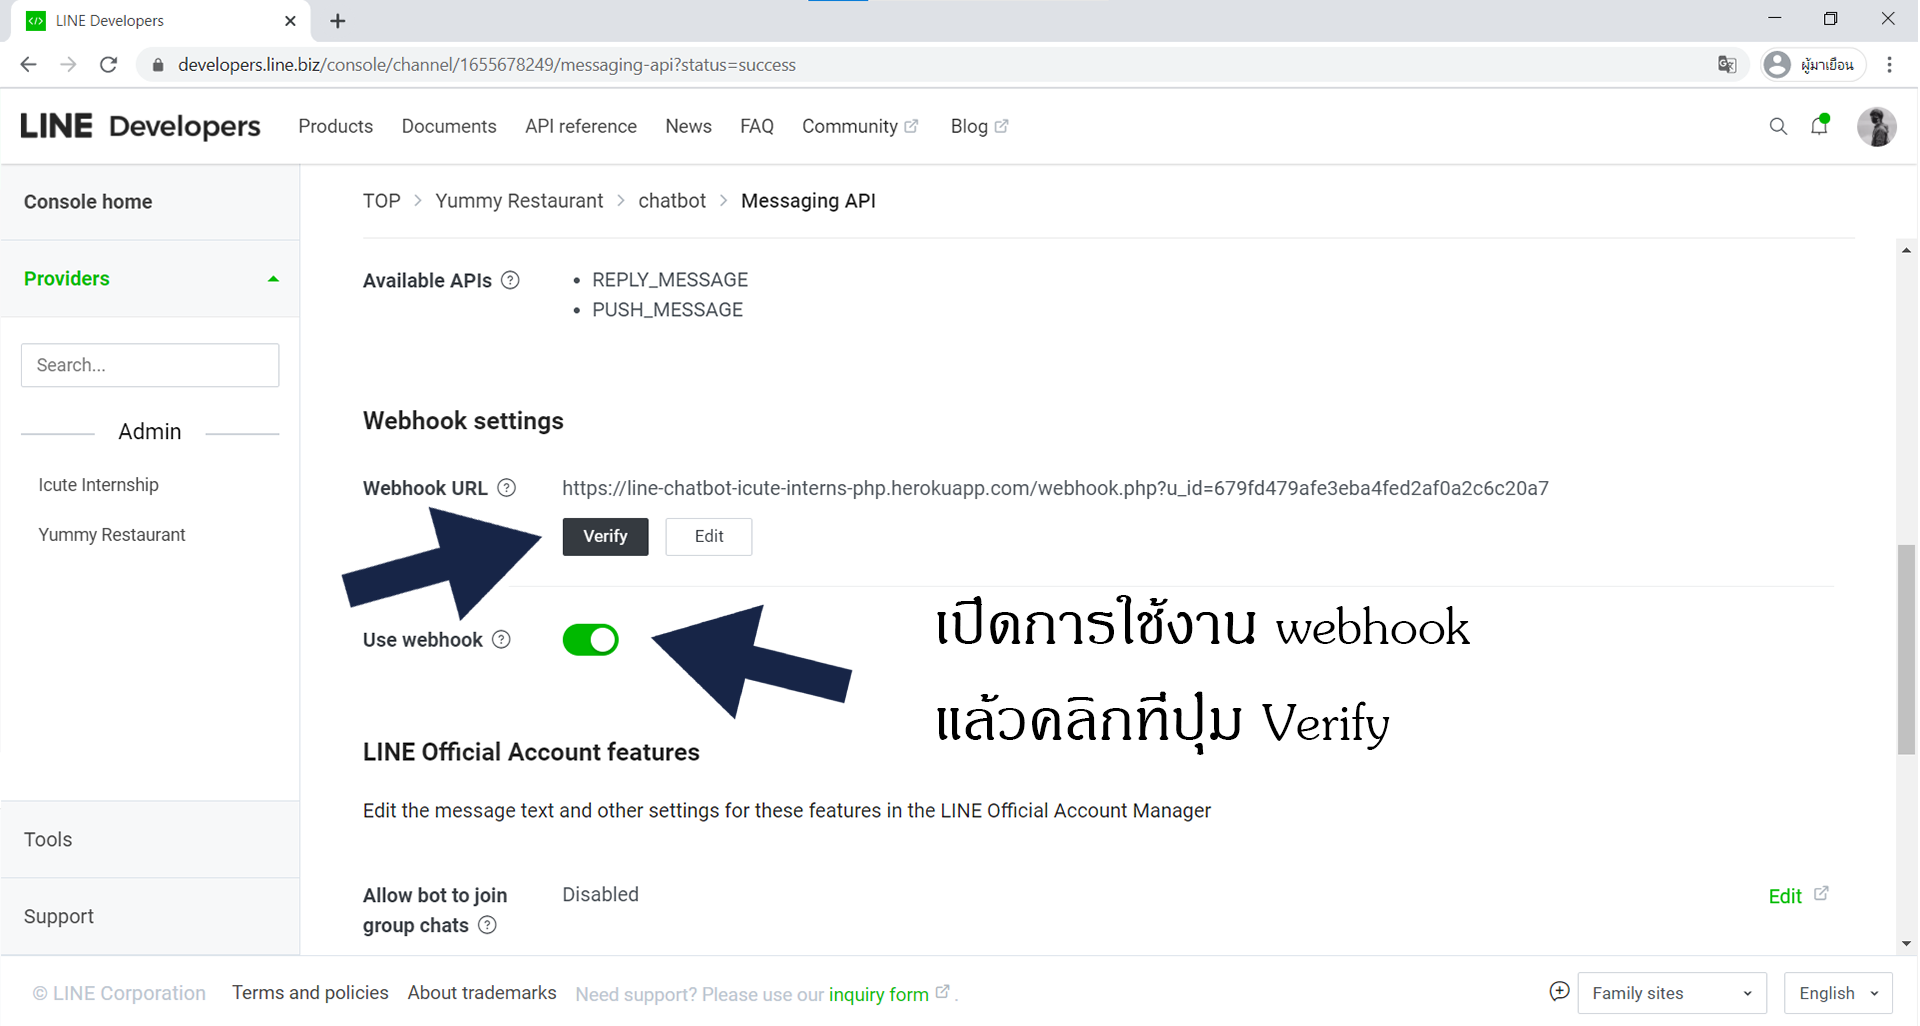 LINE Developers
developers.line.biz/console/channel/1655678249/messaging-api?status=success
ผู้มาเยือน
LINE Developers Products Documents API reference News FAQ Community Blog
Console home
Providers
Search...
Admin
Icute Internship
Yummy Restaurant
Tools
Support
TOP > Yummy Restaurant > chatbot > Messaging API
Available APIs ?
• REPLY_MESSAGE
• PUSH_MESSAGE
Webhook settings
Webhook URL ? https://line-chatbot-icute-interns-php.herokuapp.com/webhook.php?u_id=679fd479afe3eba4fed2af0a2c6c20a7
Verify Edit
Use webhook ?
เปิดการใช้งาน webhook
แล้วคลิกที่ปุ่ม Verify
LINE Official Account features
Edit the message text and other settings for these features in the LINE Official Account Manager
Allow bot to join group chats ? Disabled Edit
© LINE Corporation Terms and policies About trademarks Need support? Please use our inquiry form . Family sites English